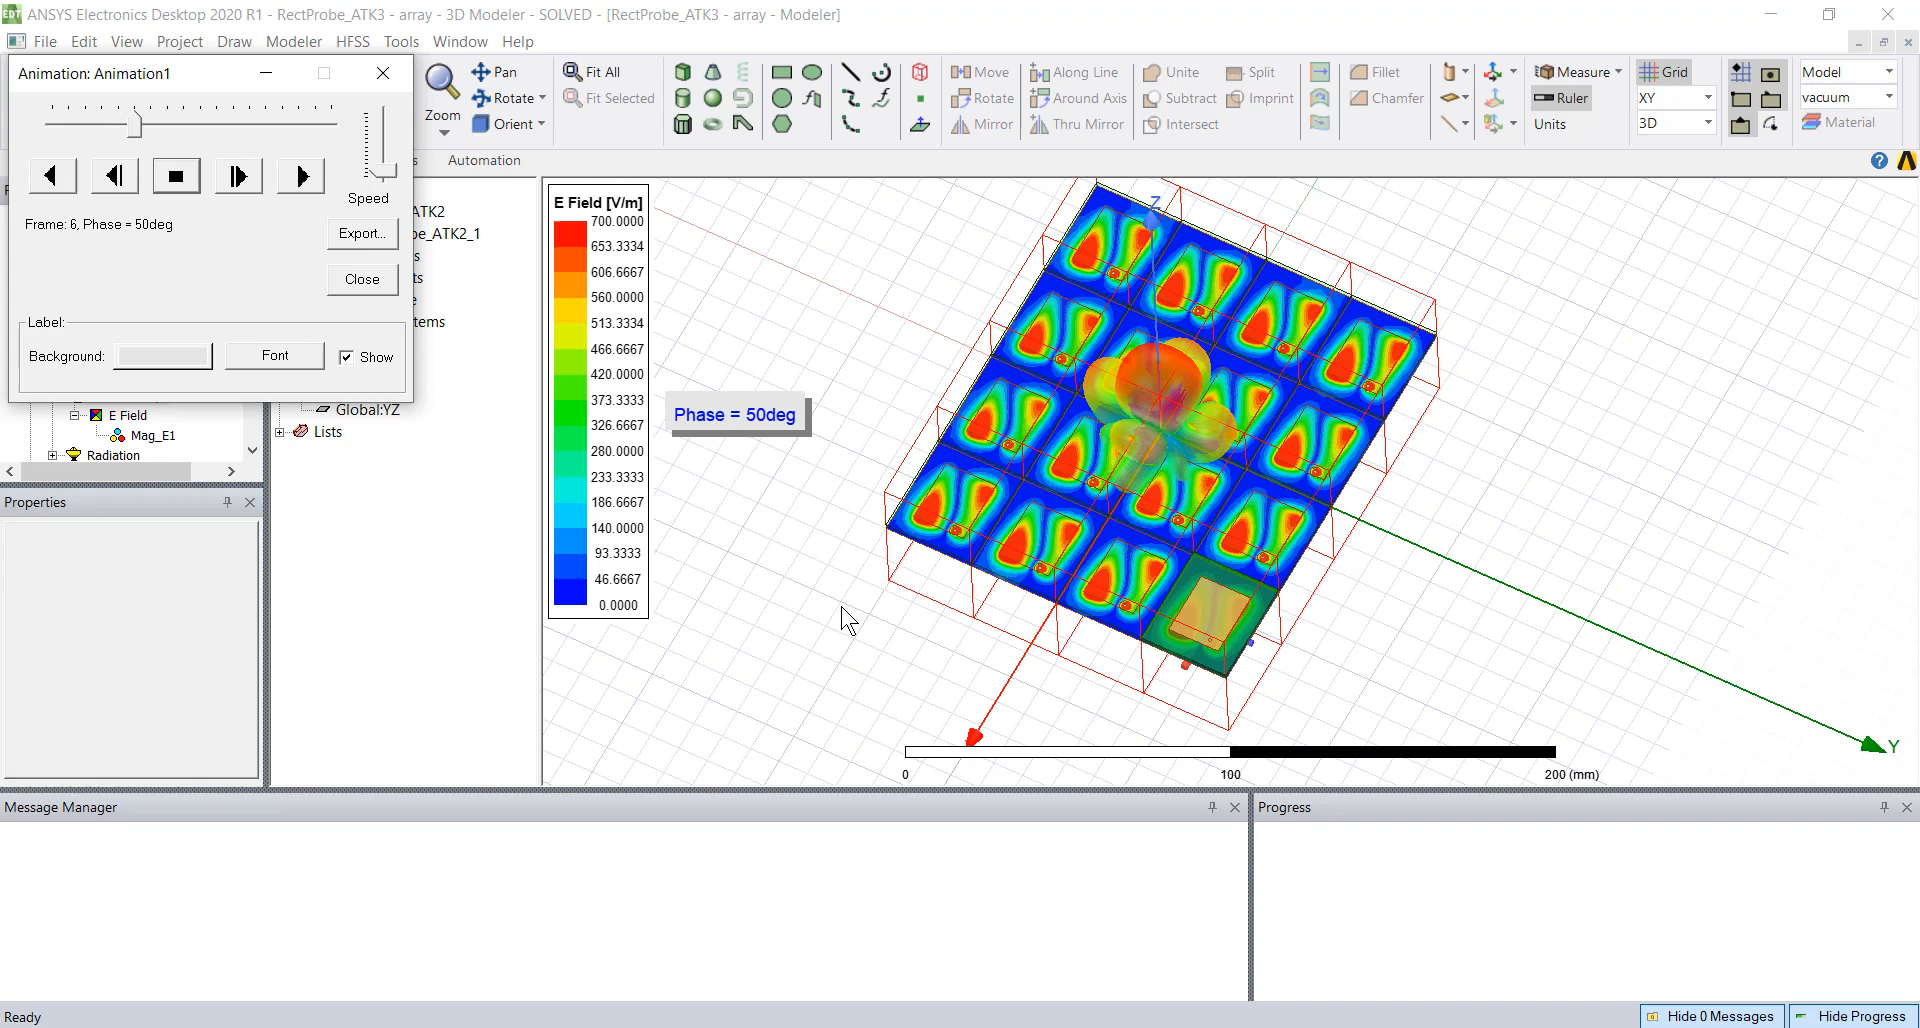 ANSYS Electronics Desktop 2020 R1 - RectProbe_ATK3 - array - 3D Modeler - SOLVED - [RectProbe_ATK3 - array - Modeler]
File Edit View Project Draw Modeler HFSS Tools Window Help
Animation: Animation1
Frame: 6, Phase = 50deg
Speed
Export...
Close
Label:
Background:
Font
Show
Zoom
Pan
Rotate
Orient
Fit All
Fit Selected
Move
Rotate
Mirror
Along Line
Around Axis
Thru Mirror
Unite
Subtract
Intersect
Split
Imprint
Fillet
Chamfer
Measure
Ruler
Units
Grid
XY
3D
Model
vacuum
Material
s
Automation
ATK2
be_ATK2_1
s
ts
e
tems
Global:YZ
Lists
E Field
Mag_E1
Radiation
Properties
E Field [V/m]
700.0000
653.3334
606.6667
560.0000
513.3334
466.6667
420.0000
373.3333
326.6667
280.0000
233.3333
186.6667
140.0000
93.3333
46.6667
0.0000
Phase = 50deg
Z
Y
0
100
200 (mm)
Message Manager
Progress
Ready
Hide 0 Messages
Hide Progress